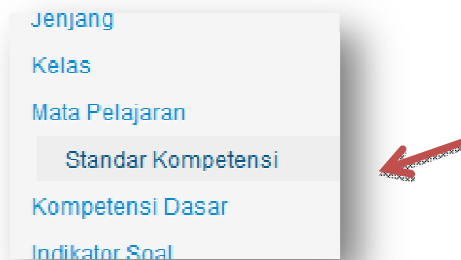 Jenjang
Kelas
Mata Pelajaran
Standar Kompetensi
Kompetensi Dasar
Indikator Soal